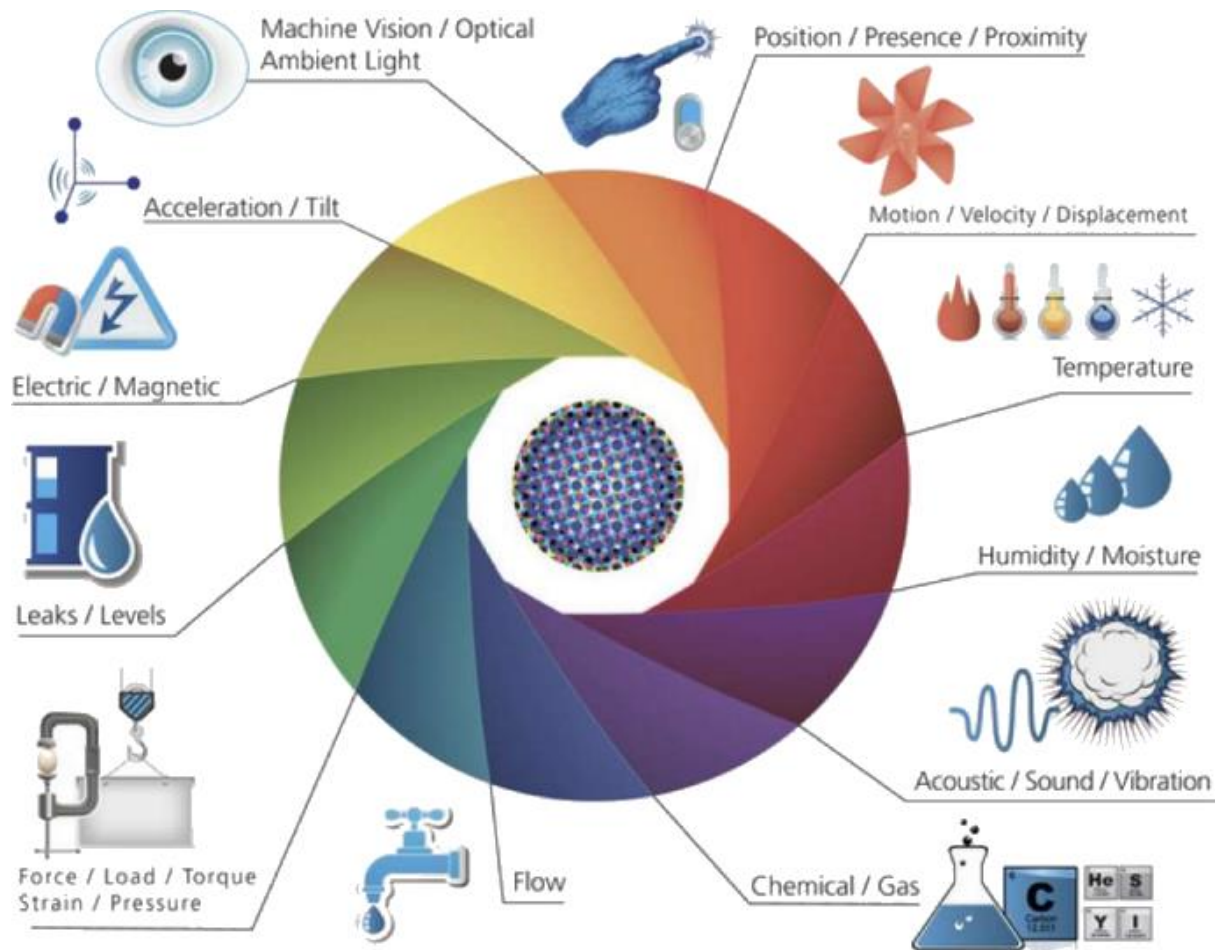 Machine Vision / Optical
Ambient Light
Position / Presence / Proximity
Acceleration / Tilt
Motion / Velocity / Displacement
Electric / Magnetic
Temperature
Leaks / Levels
Humidity / Moisture
Acoustic / Sound / Vibration
Force / Load / Torque
Strain / Pressure
Flow
Chemical / Gas
C
Carbon
He
S
Y
I